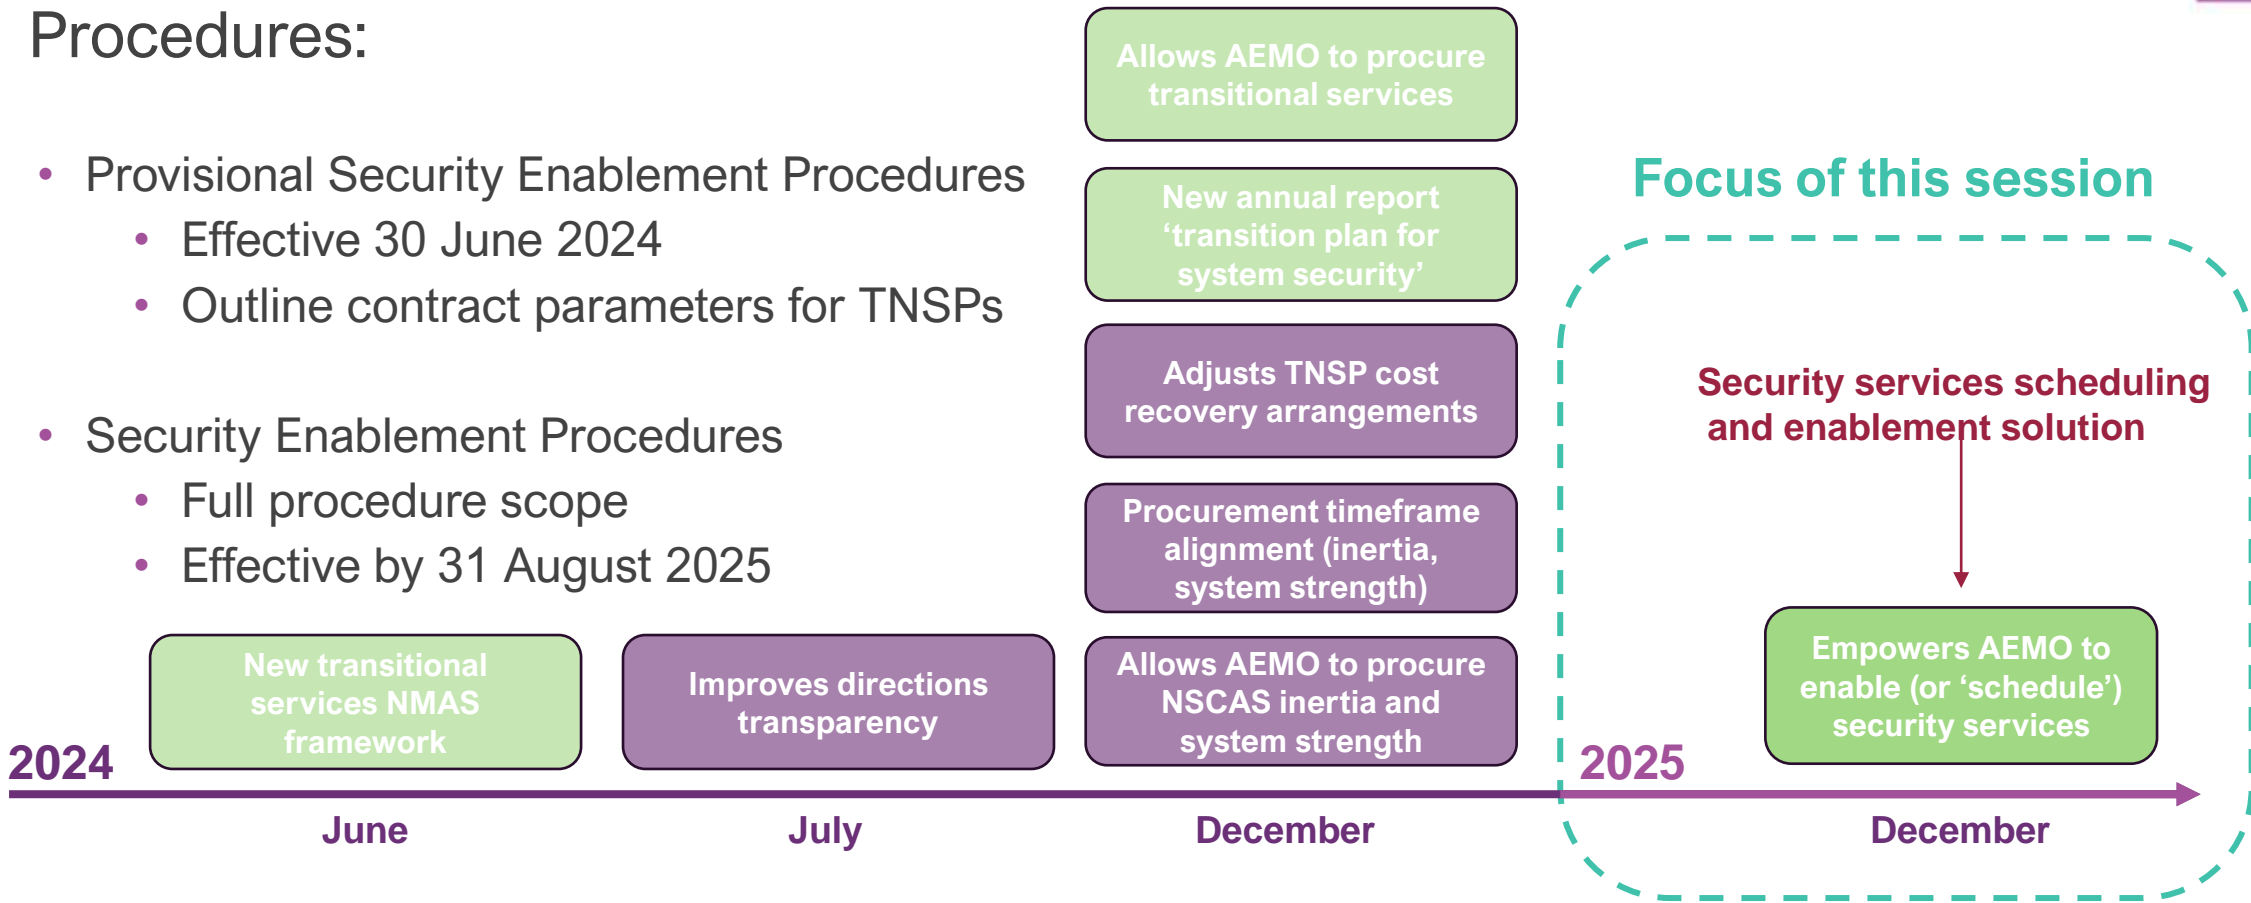 Procedures:
• Provisional Security Enablement Procedures
• Effective 30 June 2024
• Outline contract parameters for TNSPs
• Security Enablement Procedures
• Full procedure scope
• Effective by 31 August 2025
Allows AEMO to procure
transitional services
New annual report
‘transition plan for
system security’
Adjusts TNSP cost
recovery arrangements
Procurement timeframe
alignment (inertia,
system strength)
New transitional
services NMAS
framework
Improves directions
transparency
Allows AEMO to procure
NSCAS inertia and
system strength
Focus of this session
Security services scheduling
and enablement solution
Empowers AEMO to
enable (or ‘schedule’)
security services
2024
2025
June
July
December
December